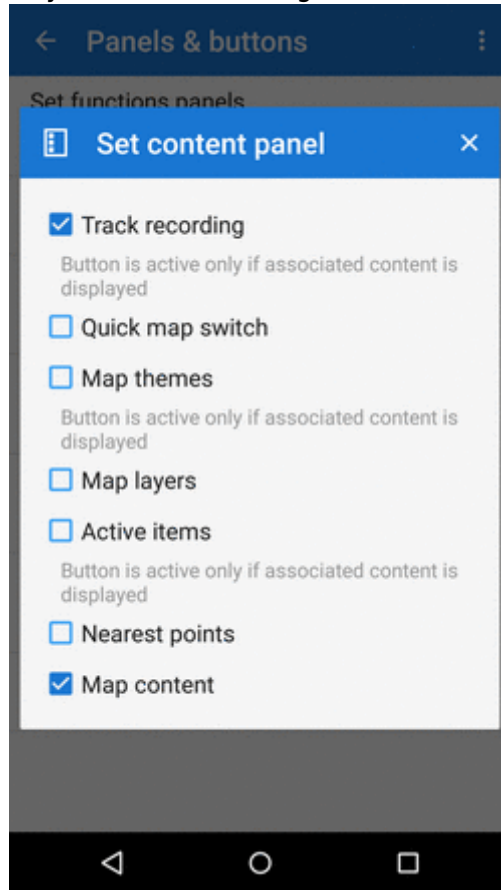 Panels & buttons
Set functions panels
Set content panel
Track recording
Button is active only if associated content is
displayed
Quick map switch
Map themes
Button is active only if associated content is
displayed
Map layers
Active items
Button is active only if associated content is
displayed
Nearest points
Map content